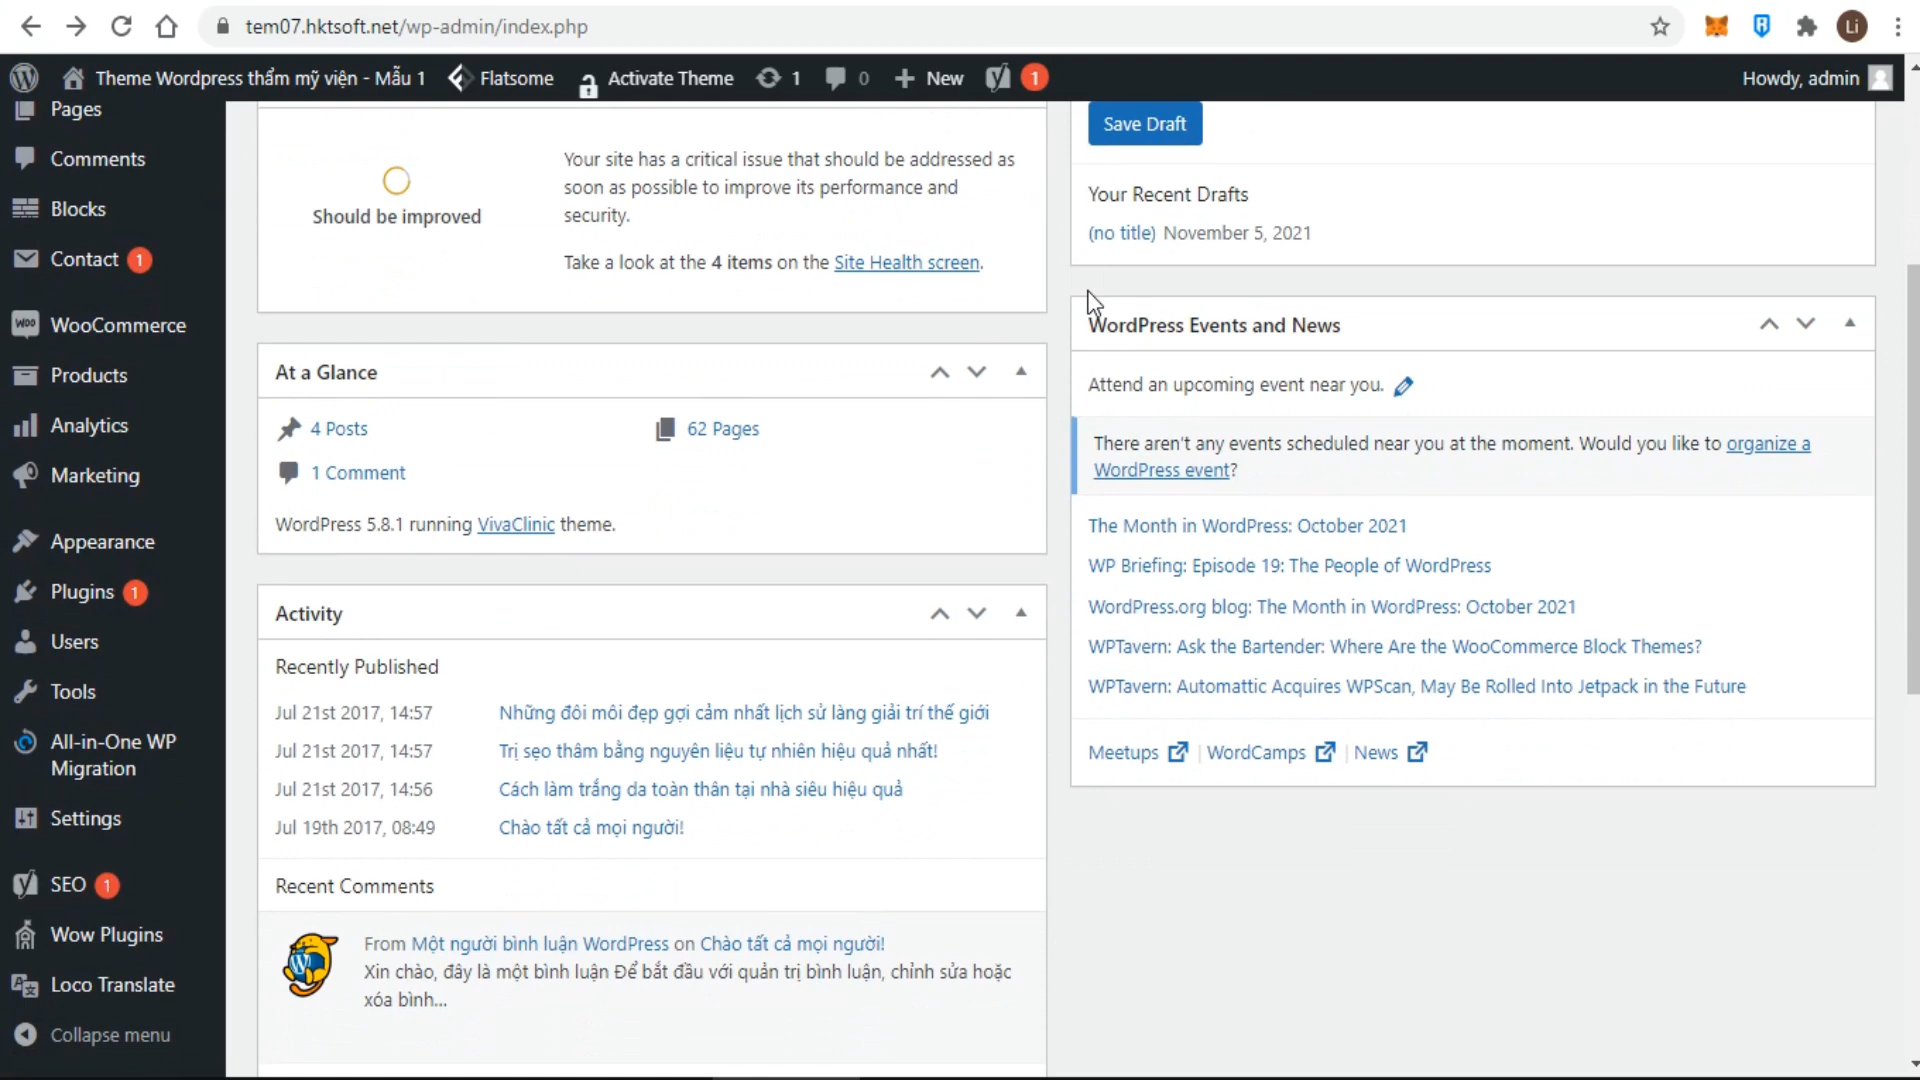 tem07.hktsoft.net/wp-admin/index.php
Li
Theme Wordpress thẩm mỹ viện - Mẫu 1
Flatsome
Activate Theme
1
0
New
1
Howdy, admin
Pages
Comments
Blocks
Contact 1
WooCommerce
Products
Analytics
Marketing
Appearance
Plugins 1
Users
Tools
All-in-One WP
Migration
Settings
SEO 1
Wow Plugins
Loco Translate
Collapse menu
Should be improved
Your site has a critical issue that should be addressed as
soon as possible to improve its performance and
security.
Take a look at the 4 items on the Site Health screen.
At a Glance
4 Posts
62 Pages
1 Comment
WordPress 5.8.1 running VivaClinic theme.
Activity
Recently Published
Jul 21st 2017, 14:57 Những đôi môi đẹp gợi cảm nhất lịch sử làng giải trí thế giới
Jul 21st 2017, 14:57 Trị sẹo thâm bằng nguyên liệu tự nhiên hiệu quả nhất!
Jul 21st 2017, 14:56 Cách làm trắng da toàn thân tại nhà siêu hiệu quả
Jul 19th 2017, 08:49 Chào tất cả mọi người!
Recent Comments
From Một người bình luận WordPress on Chào tất cả mọi người!
Xin chào, đây là một bình luận Để bắt đầu với quản trị bình luận, chỉnh sửa hoặc
xóa bình...
Save Draft
Your Recent Drafts
(no title) November 5, 2021
WordPress Events and News
Attend an upcoming event near you.
There aren't any events scheduled near you at the moment. Would you like to organize a
WordPress event?
The Month in WordPress: October 2021
WP Briefing: Episode 19: The People of WordPress
WordPress.org blog: The Month in WordPress: October 2021
WPTavern: Ask the Bartender: Where Are the WooCommerce Block Themes?
WPTavern: Automattic Acquires WPScan, May Be Rolled Into Jetpack in the Future
Meetups | WordCamps | News